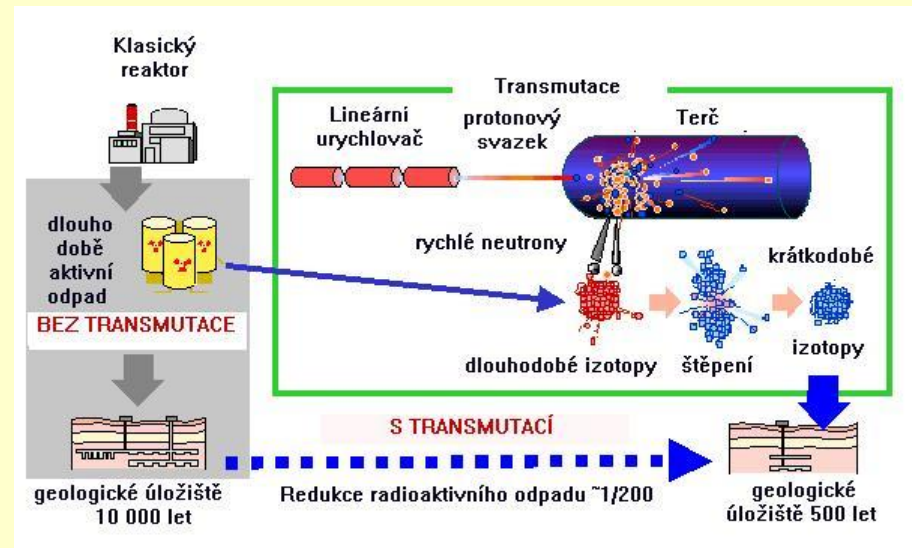 Klasický
reaktor
Transmutace
Lineární
urychlovač
protonový
svazek
Terč
dlouho
době
aktivní
odpad
BEZ TRANSMUTACE
rychlé neutrony
krátkodobé
dlouhodobé izotopy
štěpení
izotopy
S TRANSMUTACÍ
geologické úložiště
10 000 let
Redukce radioaktivního odpadu ~1/200
geologické
úložiště 500 let